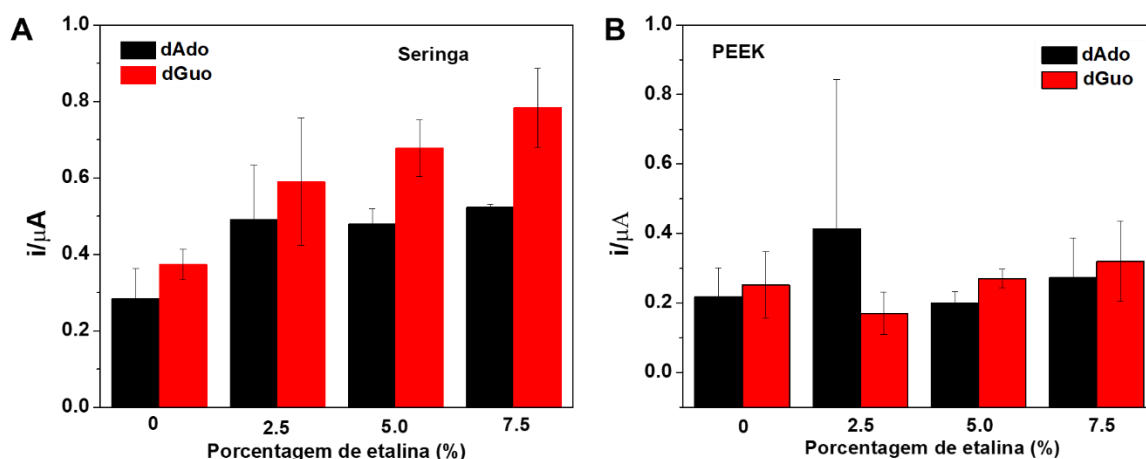 A
dAdo
dGuo
Seringa
i/µA
1.0
0.8
0.6
0.4
0.2
0.0
0 2.5 5.0 7.5
Porcentagem de etalina (%)
B
PEEK
dAdo
dGuo
i/µA
1.0
0.8
0.6
0.4
0.2
0.0
0 2.5 5.0 7.5
Porcentagem de etalina (%)